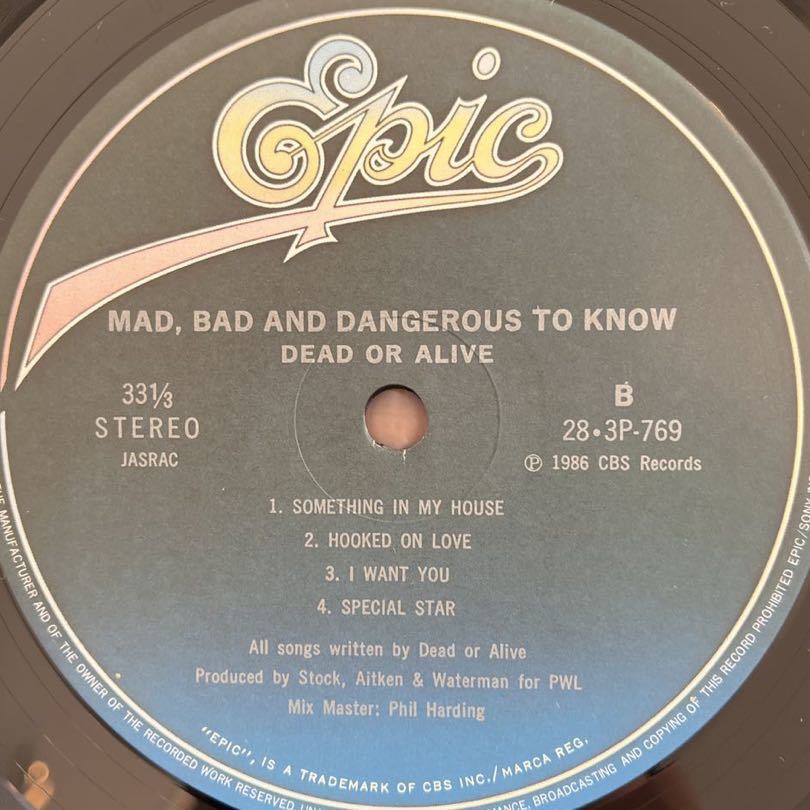 Epic
MAD, BAD AND DANGEROUS TO KNOW
DEAD OR ALIVE
33⅓
STEREO
JASRAC
B
28•3P-769
℗ 1986 CBS Records
1. SOMETHING IN MY HOUSE
2. HOOKED ON LOVE
3. I WANT YOU
4. SPECIAL STAR
All songs written by Dead or Alive
Produced by Stock, Aitken & Waterman for PWL
Mix Master: Phil Harding
"EPIC", IS A TRADEMARK OF CBS INC./MARCA REG.
THE MANUFACTURER AND OF THE OWNER OF THE RECORDED WORK RESERVED
BROADCASTING AND COPYING OF THIS RECORD PROHIBITED EPIC/SONY